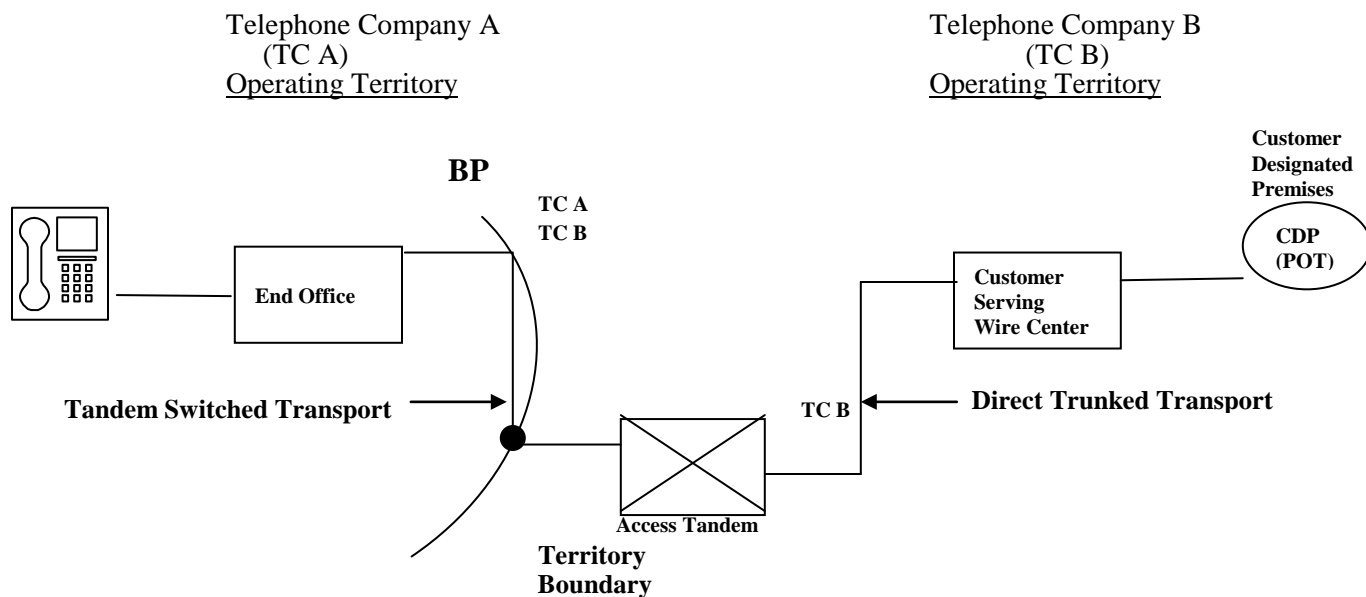 Telephone Company A
(TC A)
Operating Territory
Telephone Company B
(TC B)
Operating Territory
Customer
Designated
Premises
BP
TC A
TC B
CDP
(POT)
End Office
Customer
Serving
Wire Center
Tandem Switched Transport
TC B
Direct Trunked Transport
Access Tandem
Territory
Boundary